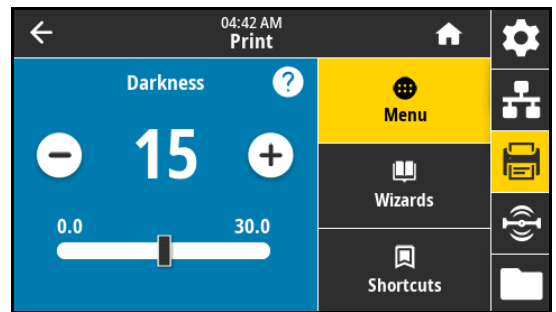 04:42 AM
Print
Darkness
?
15
0.0
30.0
Menu
Wizards
Shortcuts